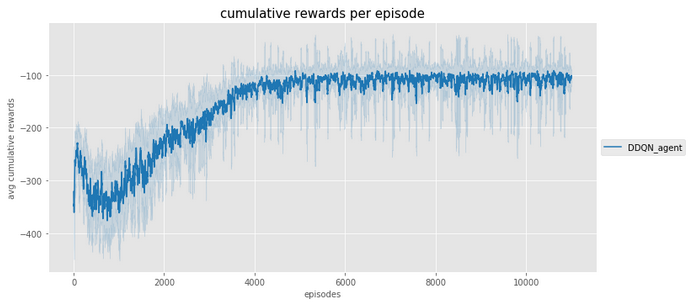 cumulative rewards per episode
avg cumulative rewards
−100
−200
−300
−400
0
2000
4000
6000
8000
10000
episodes
DDQN_agent